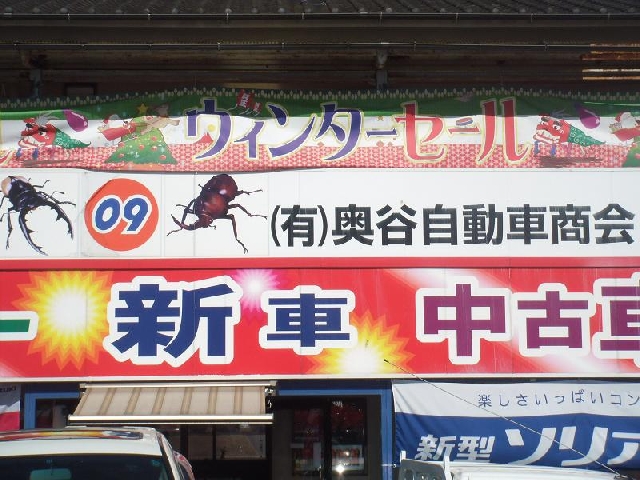 ウィンターセール
09
(有)奥谷自動車商会
新車 中古車
楽しさいっぱいコン
新型 ソリア